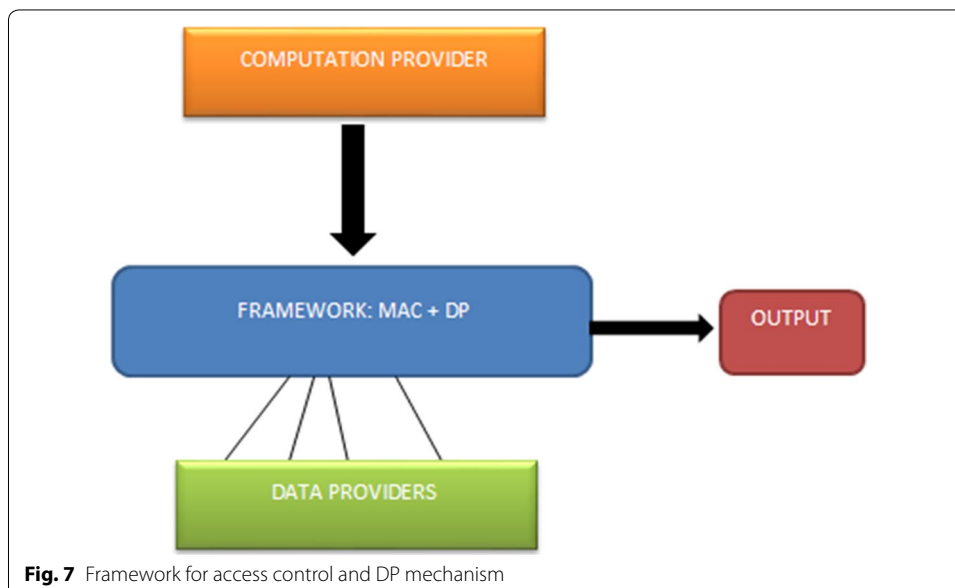 COMPUTATION PROVIDER
FRAMEWORK: MAC + DP
OUTPUT
DATA PROVIDERS
Fig. 7 Framework for access control and DP mechanism